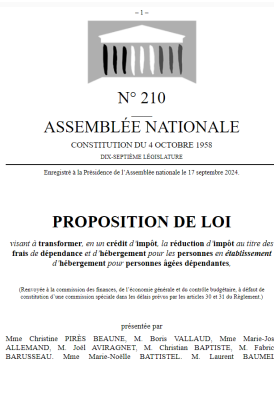 – 1 –
N° 210
ASSEMBLÉE NATIONALE
CONSTITUTION DU 4 OCTOBRE 1958
DIX-SEPTIÈME LÉGISLATURE
Enregistré à la Présidence de l'Assemblée nationale le 17 septembre 2024.
PROPOSITION DE LOI
visant à transformer, en un crédit d'impôt, la réduction d'impôt au titre des
frais de dépendance et d'hébergement pour les personnes en établissement
d'hébergement pour personnes âgées dépendantes,
(Renvoyée à la commission des finances, de l'économie générale et du contrôle budgétaire, à défaut de
constitution d'une commission spéciale dans les délais prévus par les articles 30 et 31 du Règlement.)
présentée par
Mme Christine PIRÈS BEAUNE, M. Boris VALLAUD, Mme Marie-José
ALLEMAND, M. Joël AVIRAGNET, M. Christian BAPTISTE, M. Fabric
BARUSSEAU, Mme Marie-Noëlle BATTISTEL, M. Laurent BAUMEL